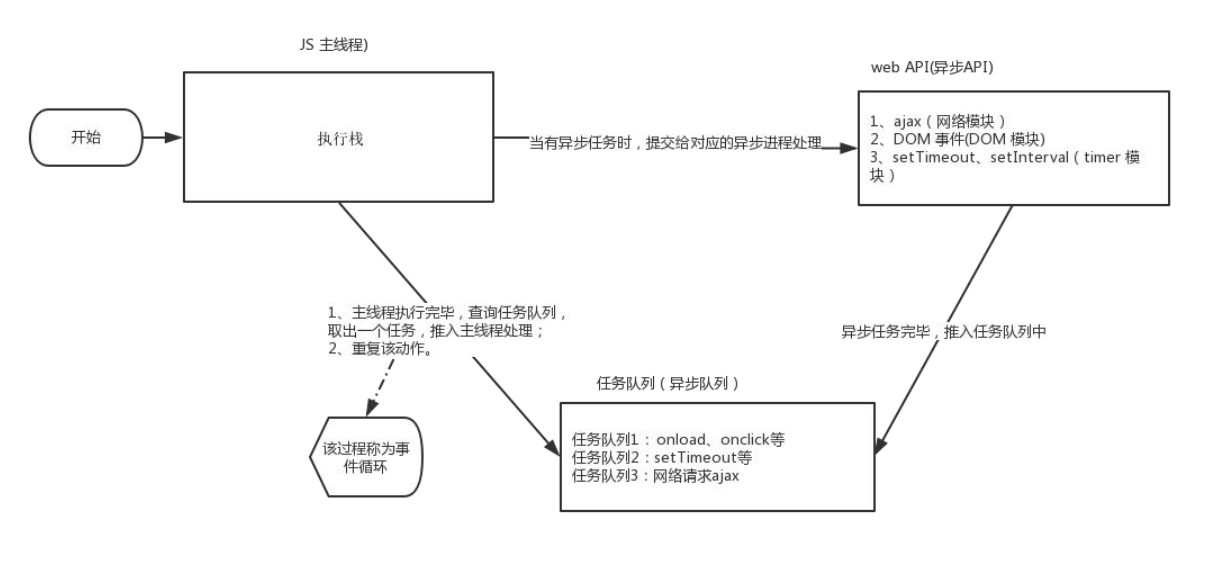 JS 主线程)
web API(异步API)
开始
执行栈
当有异步任务时，提交给对应的异步进程处理
1、ajax（网络模块）
2、DOM 事件(DOM 模块)
3、setTimeout、setInterval（timer 模
块）
1、主线程执行完毕，查询任务队列，
取出一个任务，推入主线程处理；
2、重复该动作。
异步任务完毕，推入任务队列中
任务队列（异步队列）
该过程称为事
件循环
任务队列1：onload、onclick等
任务队列2：setTimeout等
任务队列3：网络请求ajax